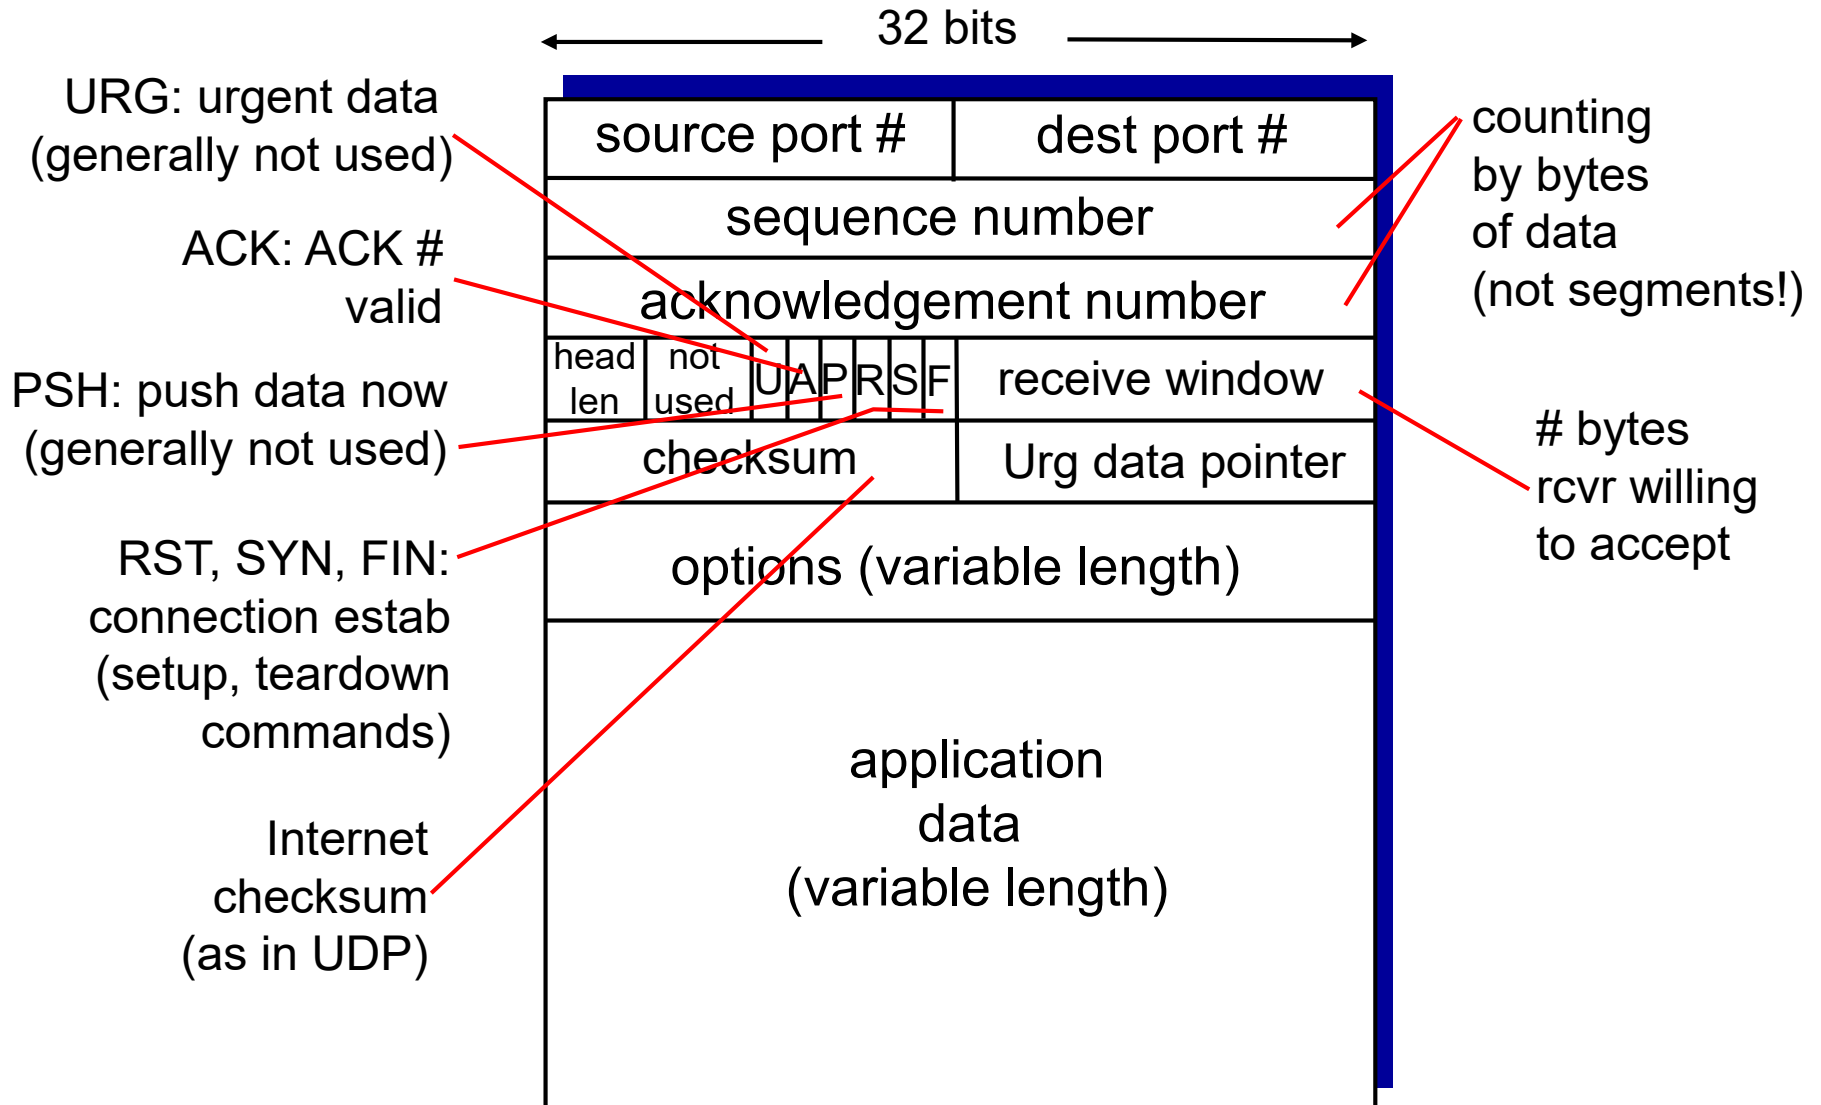 32 bits
URG: urgent data
(generally not used)
ACK: ACK #
valid
PSH: push data now
(generally not used)
RST, SYN, FIN:
connection estab
(setup, teardown
commands)
Internet
checksum
(as in UDP)
source port #
dest port #
sequence number
acknowledgement number
head
len
not
used
U
A
P
R
S
F
receive window
checksum
Urg data pointer
options (variable length)
application
data
(variable length)
counting
by bytes
of data
(not segments!)
# bytes
rcvr willing
to accept